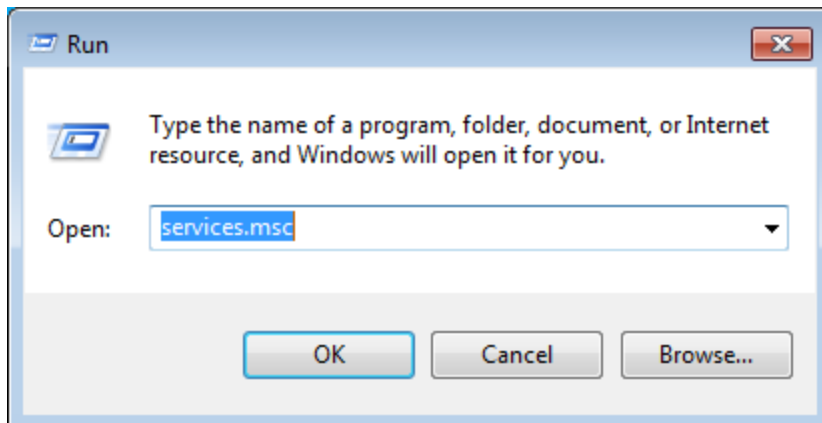 Run
Type the name of a program, folder, document, or Internet
resource, and Windows will open it for you.
Open: services.msc
OK Cancel Browse...